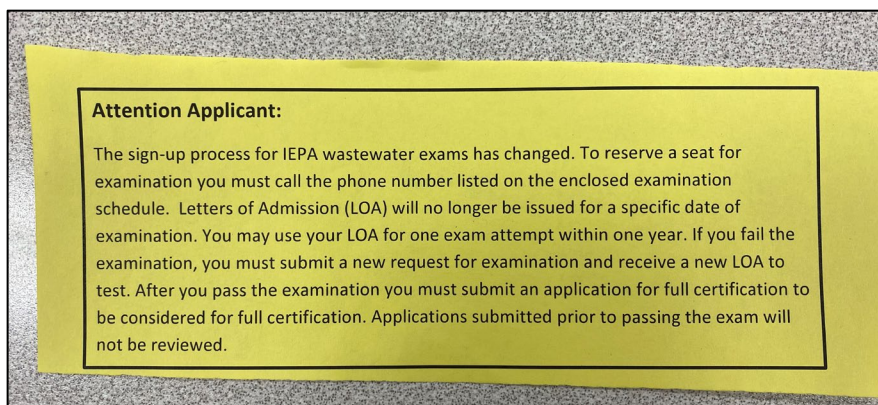 Attention Applicant:
The sign-up process for IEPA wastewater exams has changed. To reserve a seat for
examination you must call the phone number listed on the enclosed examination
schedule.  Letters of Admission (LOA) will no longer be issued for a specific date of
examination. You may use your LOA for one exam attempt within one year. If you fail the
examination, you must submit a new request for examination and receive a new LOA to
test. After you pass the examination you must submit an application for full certification to
be considered for full certification. Applications submitted prior to passing the exam will
not be reviewed.